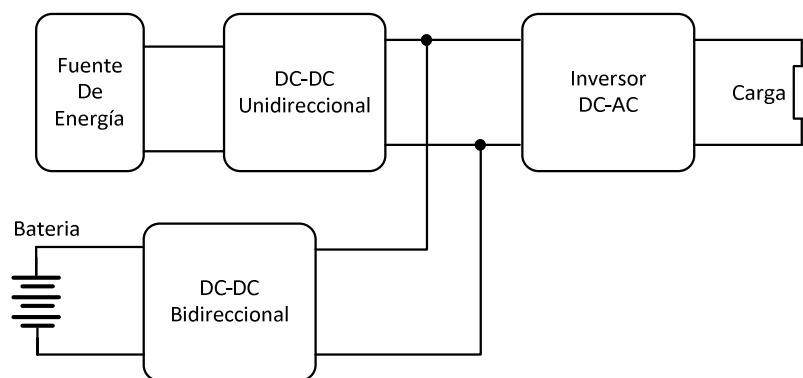 Fuente
De
Energía
DC-DC
Unidireccional
Inversor
DC-AC
Carga
Bateria
DC-DC
Bidireccional